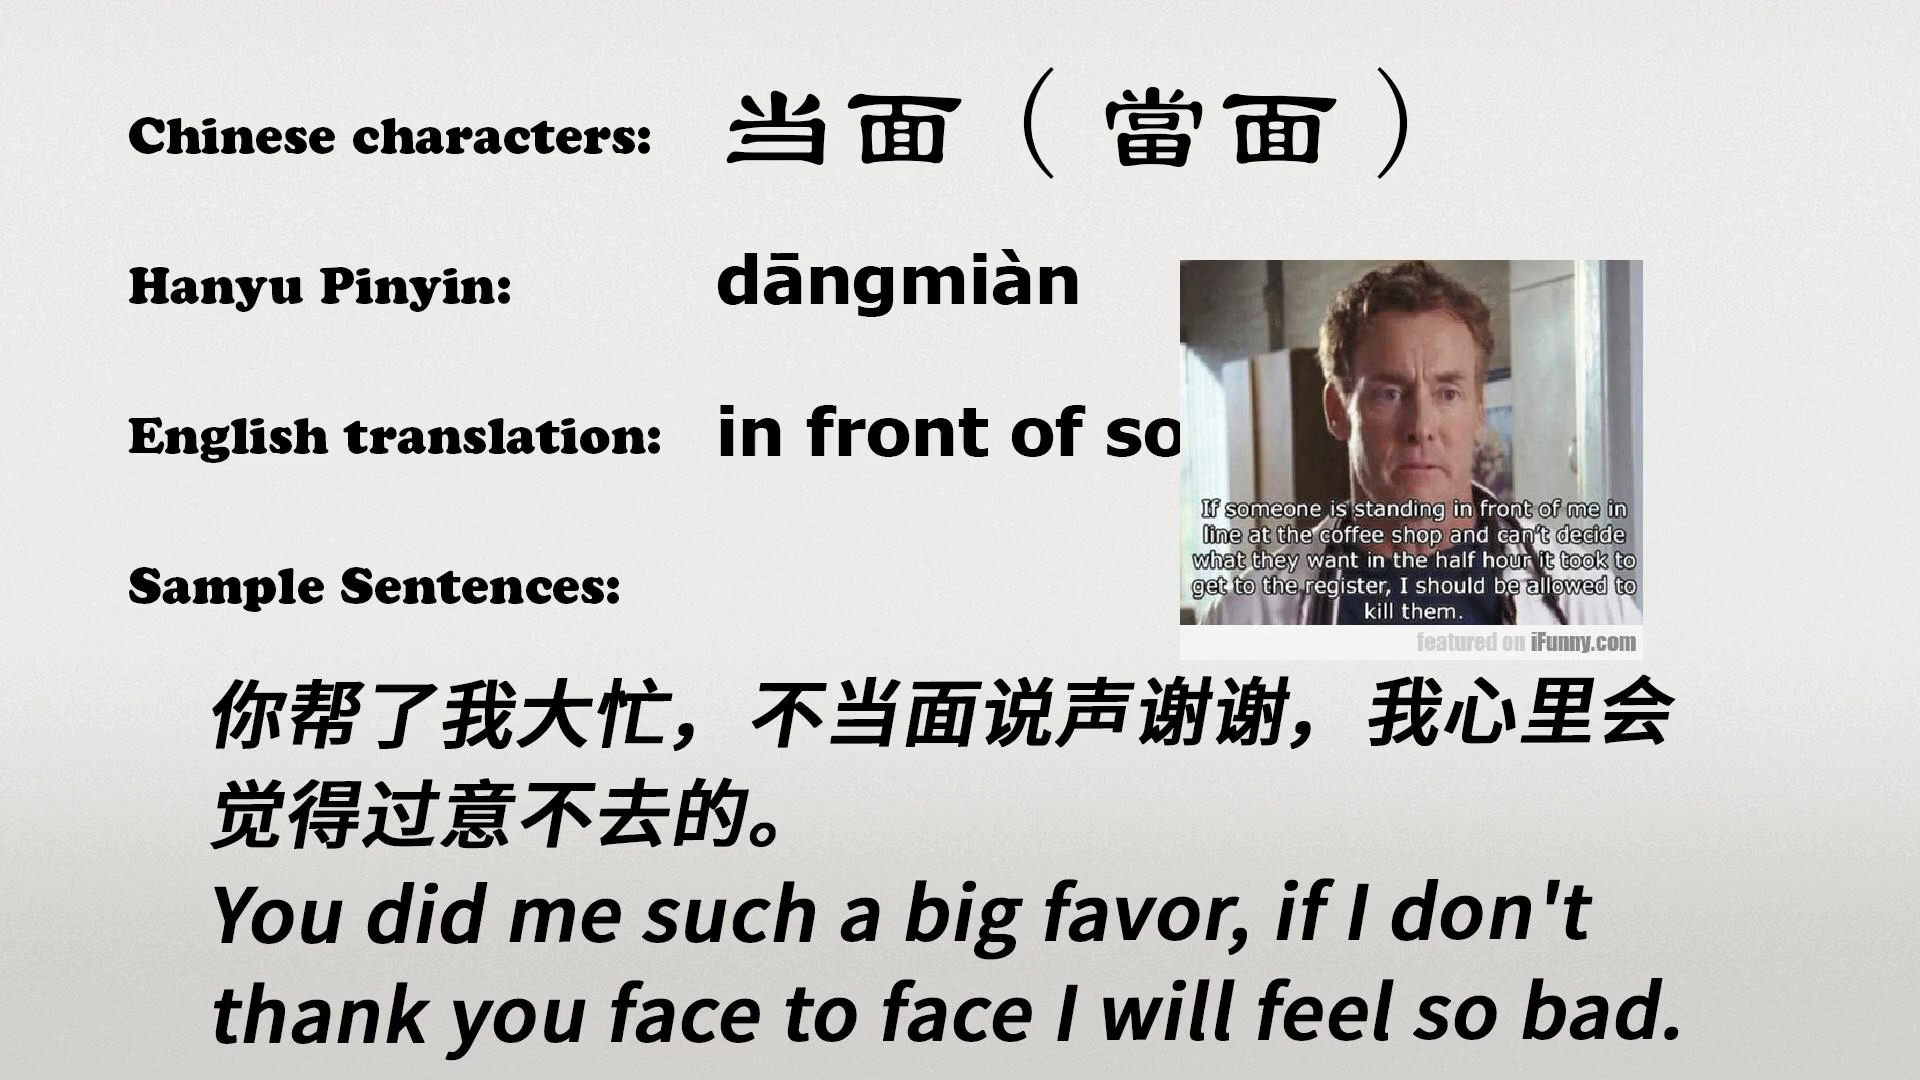 Chinese characters: 当面（當面）
Hanyu Pinyin: dāngmiàn
English translation: in front of so
If someone is standing in front of me in
line at the coffee shop and can't decide
what they want in the half hour it took to
get to the register, I should be allowed to
kill them.
featured on iFunny.com
Sample Sentences:
你帮了我大忙，不当面说声谢谢，我心里会
觉得过意不去的。
You did me such a big favor, if I don't
thank you face to face I will feel so bad.